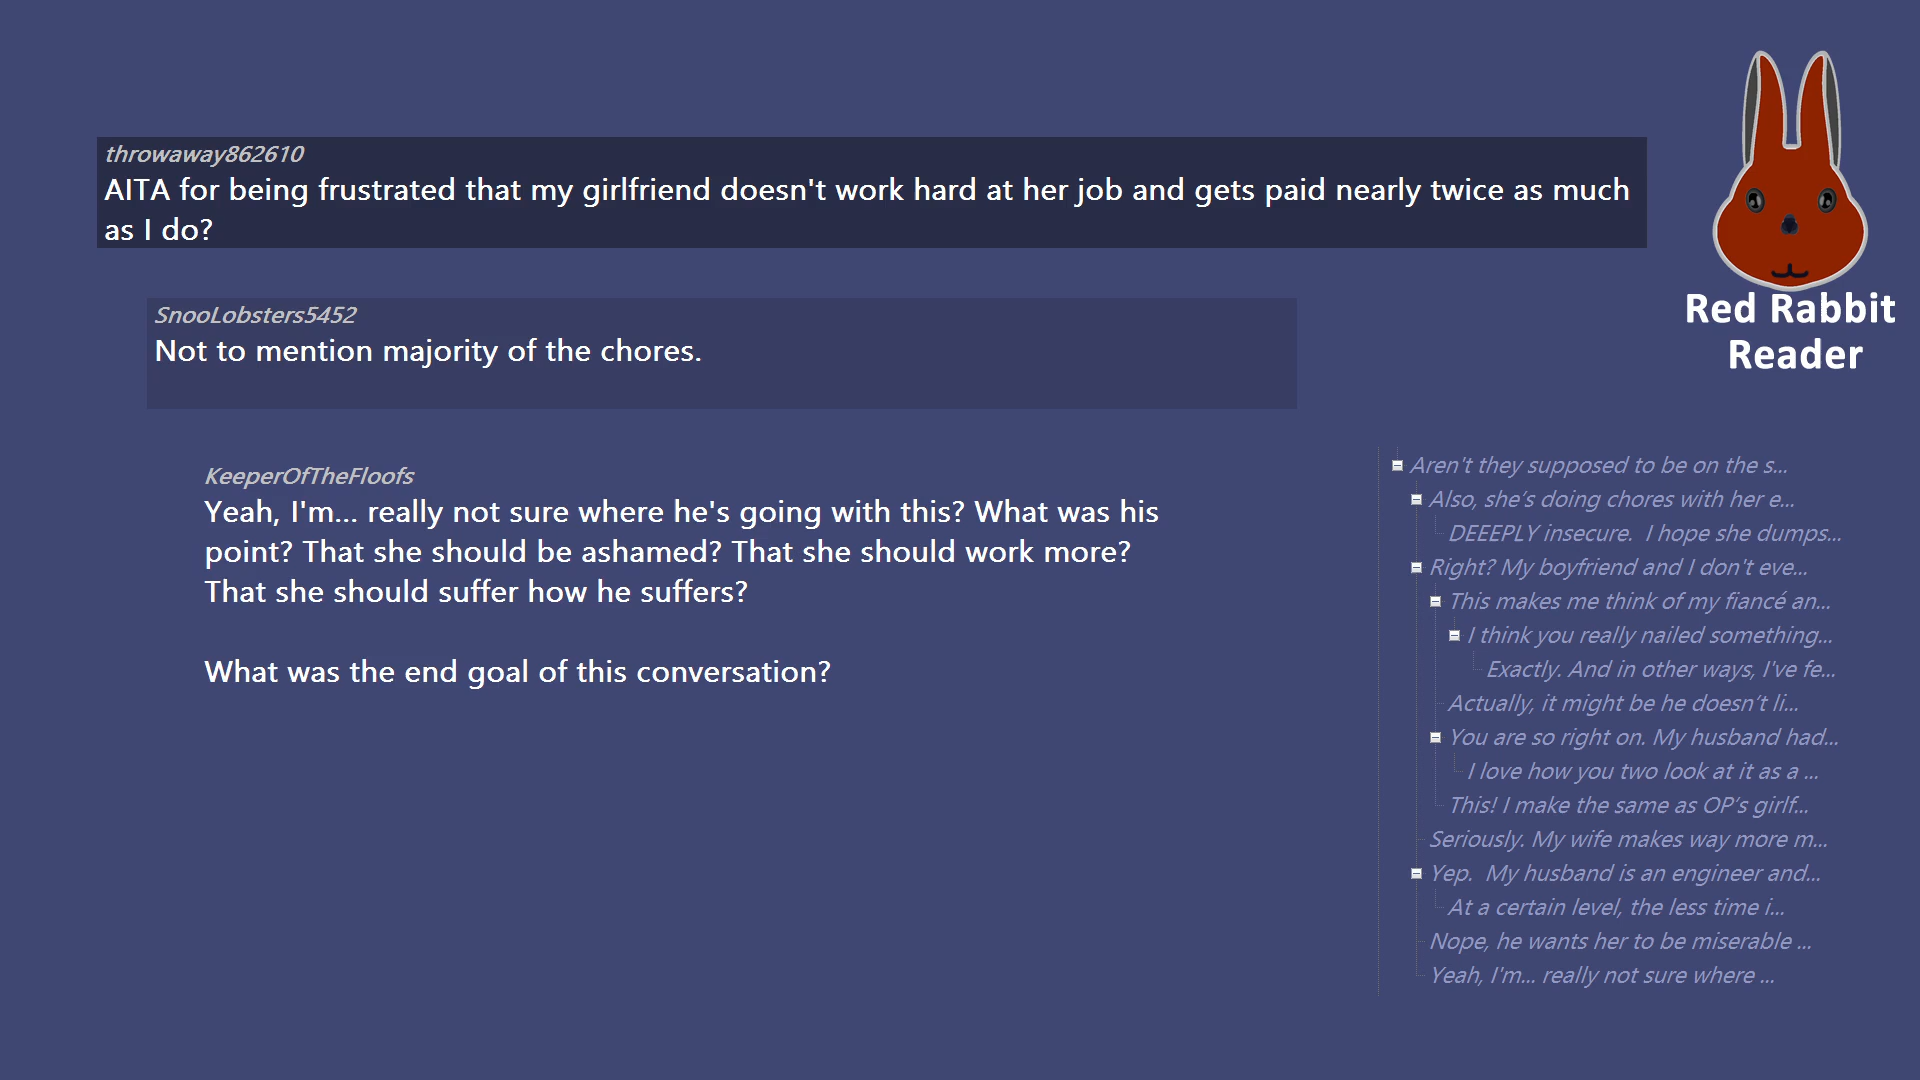 throwaway862610
AITA for being frustrated that my girlfriend doesn't work hard at her job and gets paid nearly twice as much
as I do?
Red Rabbit
Reader
SnooLobsters5452
Not to mention majority of the chores.
KeeperOfTheFloofs
Yeah, I'm... really not sure where he's going with this? What was his
point? That she should be ashamed? That she should work more?
That she should suffer how he suffers?
What was the end goal of this conversation?
Aren't they supposed to be on the s...
Also, she’s doing chores with her e...
DEEEPLY insecure.  I hope she dumps...
Right? My boyfriend and I don't eve...
This makes me think of my fiancé an...
I think you really nailed something...
Exactly. And in other ways, I've fe...
Actually, it might be he doesn’t li...
You are so right on. My husband had...
I love how you two look at it as a ...
This! I make the same as OP’s girlf...
Seriously. My wife makes way more m...
Yep.  My husband is an engineer and...
At a certain level, the less time i...
Nope, he wants her to be miserable ...
Yeah, I'm... really not sure where ...